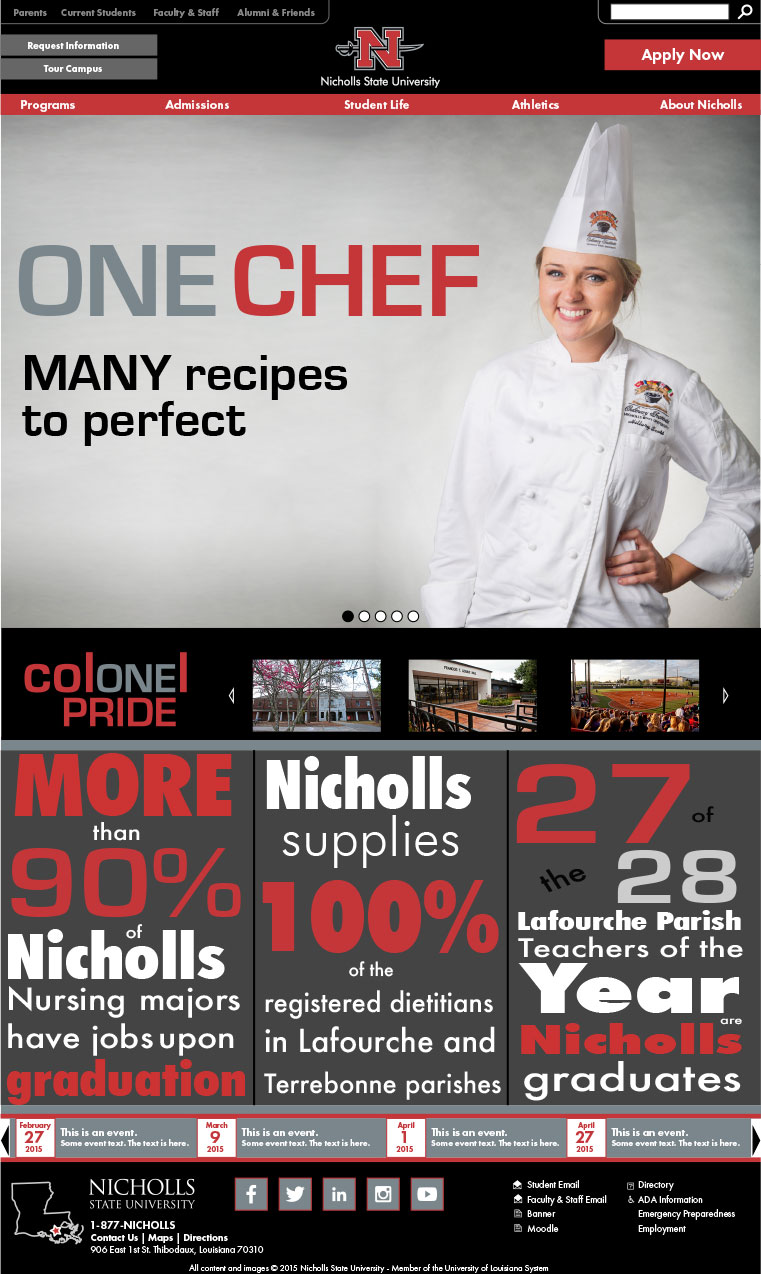 Parents Current Students Faculty & Staff Alumni & Friends
Request Information
Tour Campus
N
Nicholls State University
Apply Now
Programs Admissions Student Life Athletics About Nicholls
ONE CHEF
MANY recipes
to perfect
colONEl
PRIDE
MORE
than
90%
of
Nicholls
Nursing majors
have jobs upon
graduation
Nicholls
supplies
100%
of the
registered dietitians
in Lafourche and
Terrebonne parishes
27
of
the
28
Lafourche Parish
Teachers of the
Year
are
Nicholls
graduates
February
27
2015
This is an event.
Some event text. The text is here.
March
9
2015
This is an event.
Some event text. The text is here.
April
1
2015
This is an event.
Some event text. The text is here.
April
27
2015
This is an event.
Some event text. The text is here.
NICHOLLS
STATE UNIVERSITY
1-877-NICHOLLS
Contact Us | Maps | Directions
906 East 1st St. Thibodaux, Louisiana 70310
Student Email
Faculty & Staff Email
Banner
Moodle
Directory
ADA Information
Emergency Preparedness
Employment
All content and images © 2015 Nicholls State University - Member of the University of Louisiana System